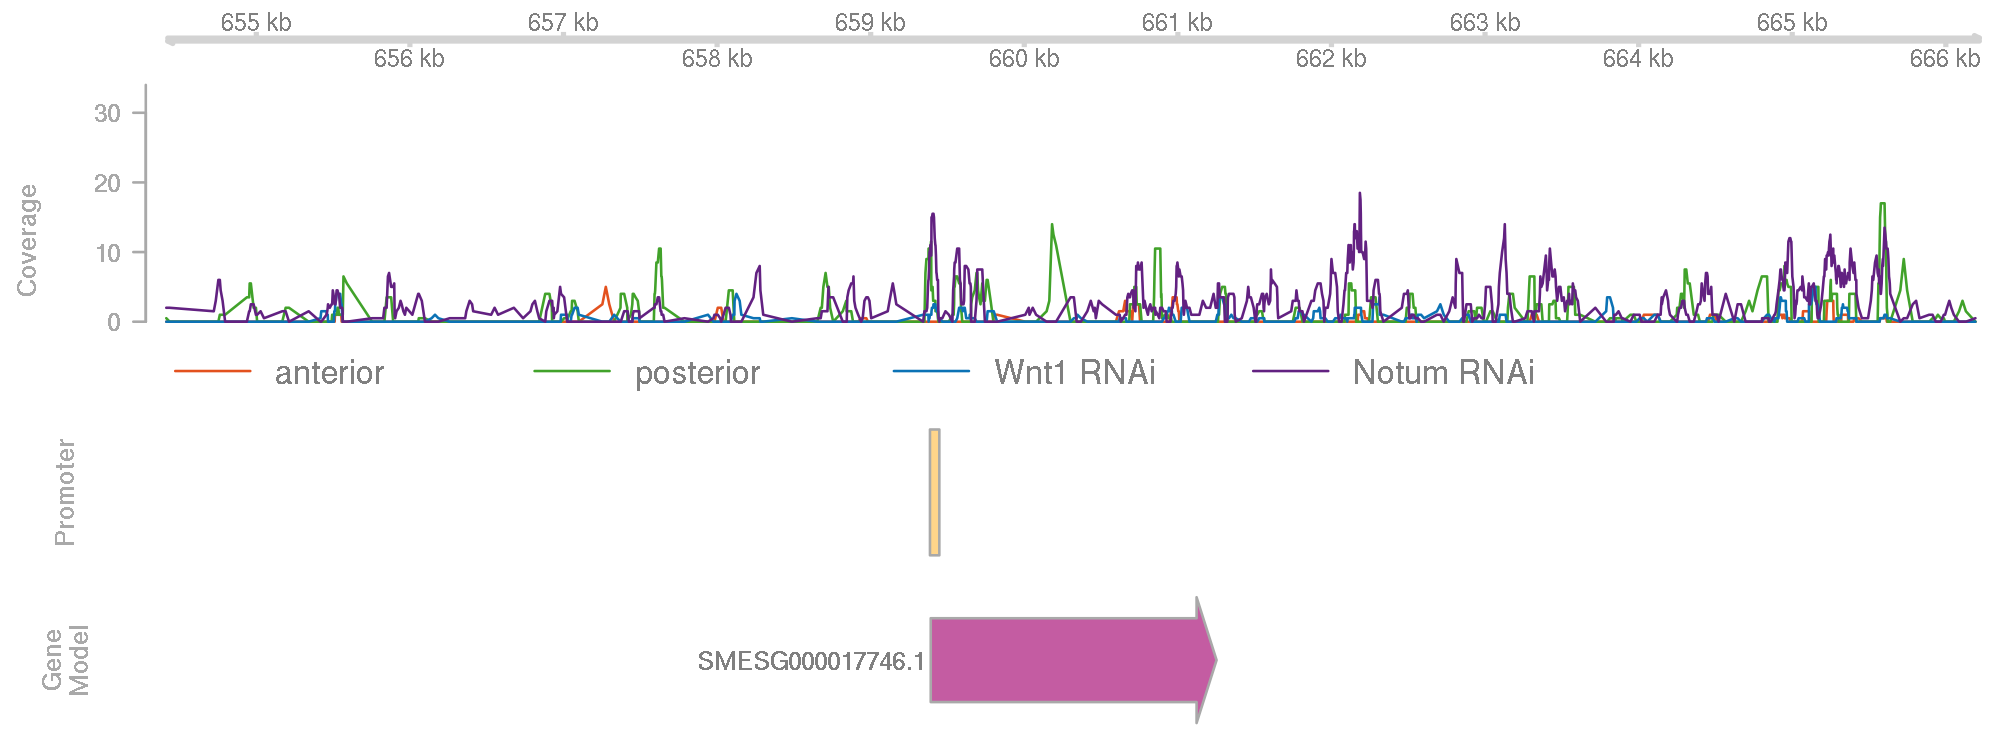 655 kb 657 kb 659 kb 661 kb 663 kb 665 kb
656 kb 658 kb 660 kb 662 kb 664 kb 666 kb
30
20
10
0
Coverage
anterior posterior Wnt1 RNAi Notum RNAi
Promoter
SMESG000017746.1
Gene
Model